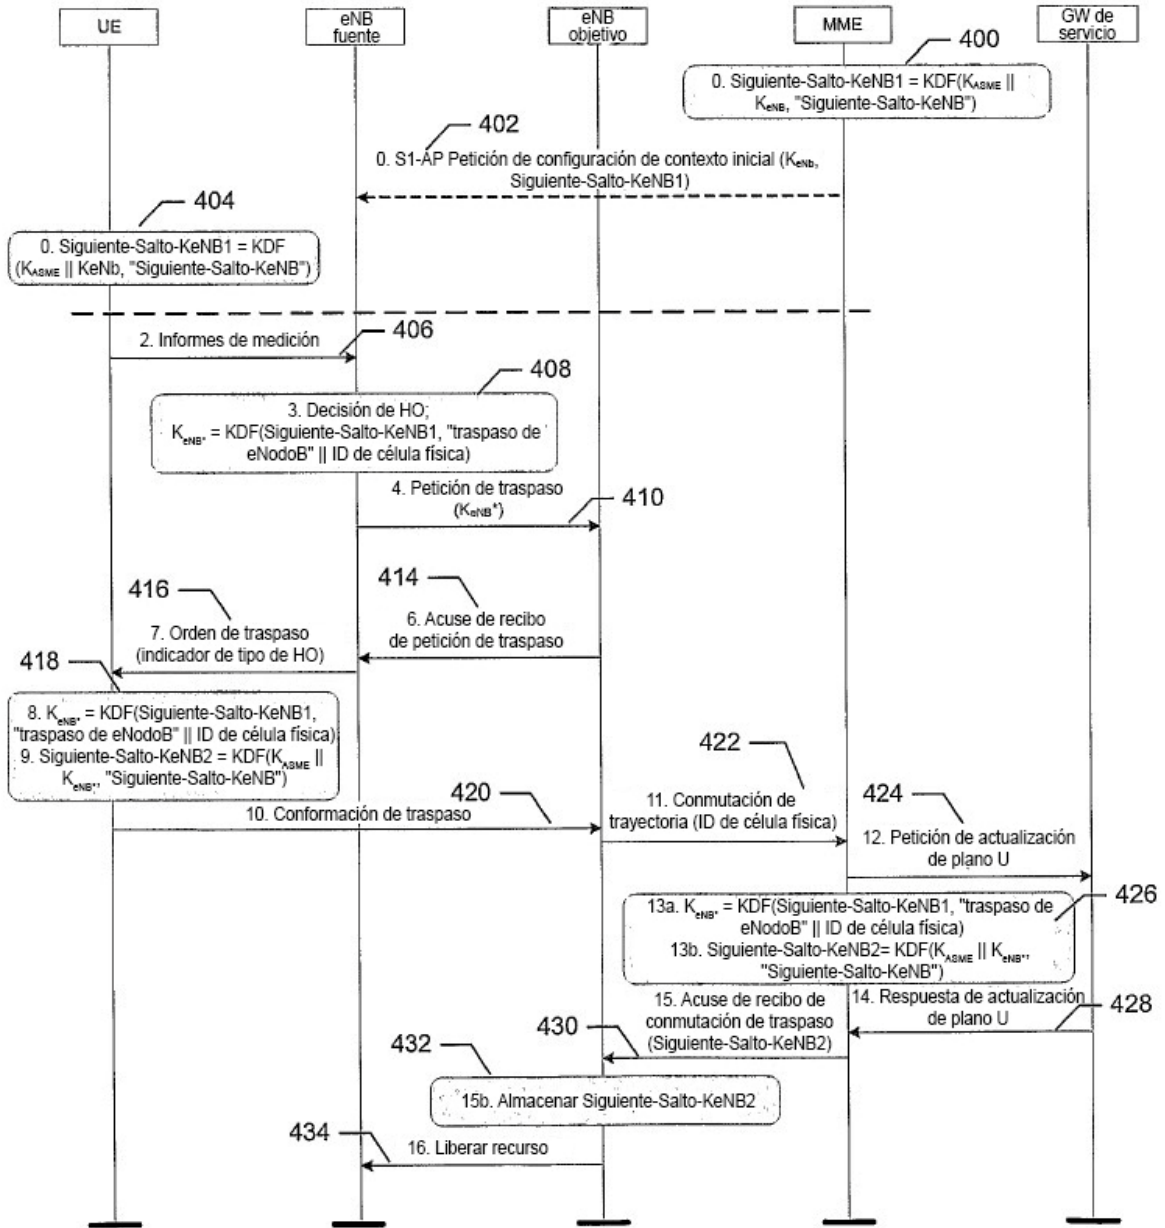 UE
eNB
fuente
eNB
objetivo
MME
GW de
servicio
400
0. Siguiente-Salto-KeNB1 = KDF(KASME ||
KeNB, "Siguiente-Salto-KeNB")
402
0. S1-AP Petición de configuración de contexto inicial (KeNb,
Siguiente-Salto-KeNB1)
404
0. Siguiente-Salto-KeNB1 = KDF
(KASME || KeNb, "Siguiente-Salto-KeNB")
2. Informes de medición
406
408
3. Decisión de HO;
KeNB* = KDF(Siguiente-Salto-KeNB1, "traspaso de
eNodoB" || ID de célula física)
4. Petición de traspaso
(KeNB*)
410
414
6. Acuse de recibo
de petición de traspaso
416
7. Orden de traspaso
(indicador de tipo de HO)
418
8. KeNB* = KDF(Siguiente-Salto-KeNB1,
"traspaso de eNodoB" || ID de célula física)
9. Siguiente-Salto-KeNB2 = KDF(KASME ||
KeNB*, "Siguiente-Salto-KeNB")
420
10. Conformación de traspaso
422
11. Conmutación de
trayectoria (ID de célula física)
424
12. Petición de actualización
de plano U
426
13a. KeNB* = KDF(Siguiente-Salto-KeNB1, "traspaso de
eNodoB" || ID de célula física)
13b. Siguiente-Salto-KeNB2= KDF(KASME || KeNB*,
"Siguiente-Salto-KeNB")
14. Respuesta de actualización
de plano U
428
15. Acuse de recibo de
conmutación de traspaso
(Siguiente-Salto-KeNB2)
430
432
15b. Almacenar Siguiente-Salto-KeNB2
434
16. Liberar recurso